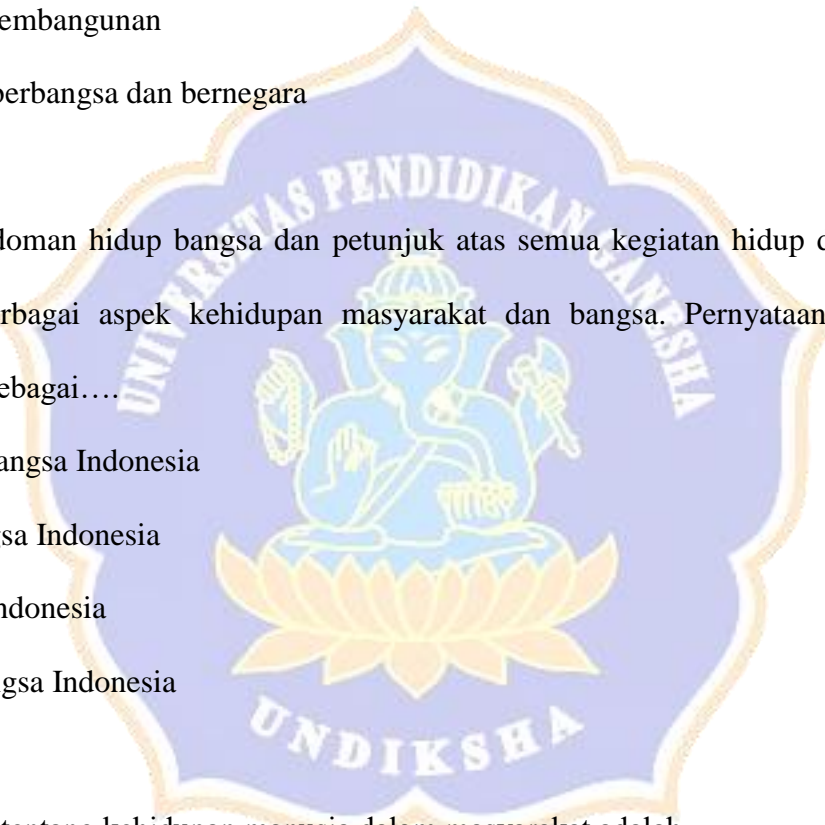 embangunan
berbangsa dan bernegara
UNIVERSITAS PENDIDIKAN GANESHA
doman hidup bangsa dan petunjuk atas semua kegiatan hidup
rbagai aspek kehidupan masyarakat dan bangsa. Pernyataan
ebagai….
angsa Indonesia
gsa Indonesia
ndonesia
ngsa Indonesia
UNDIKSHA
tentang kehidupan manusia dalam masyarakat adalah